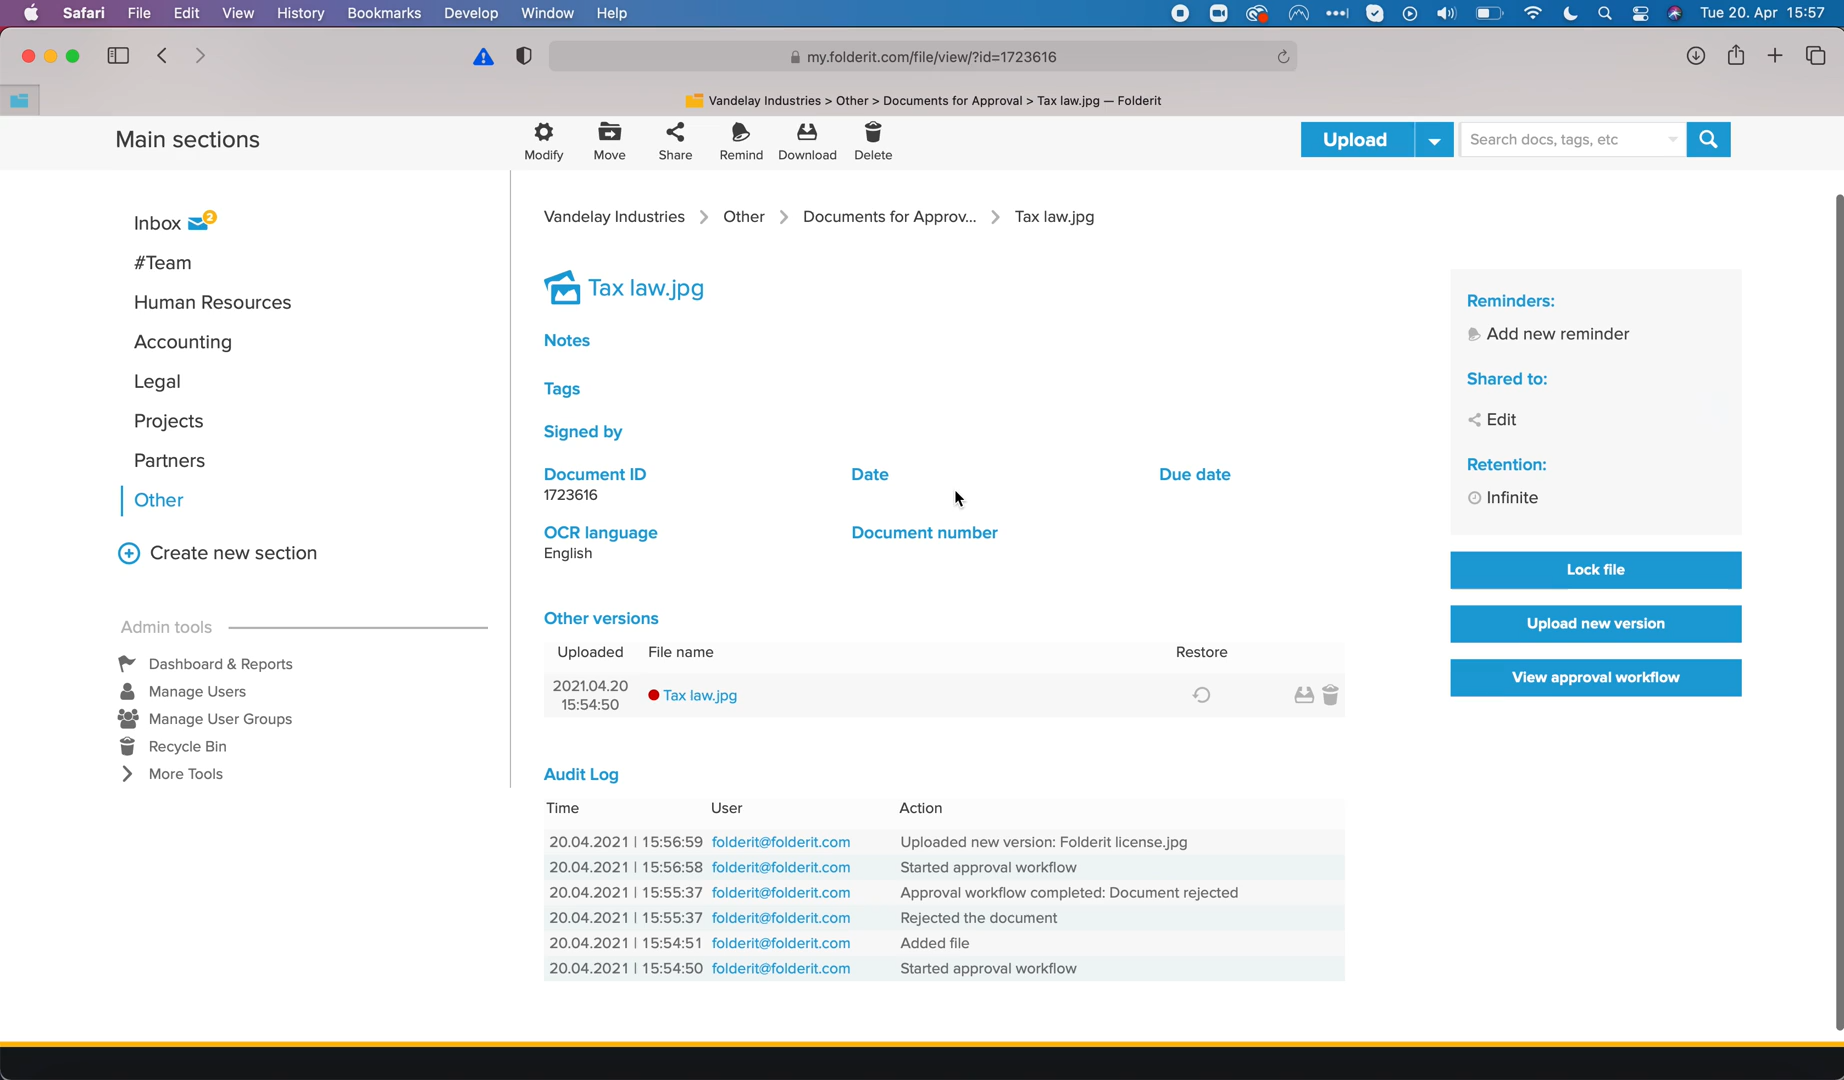 Safari File Edit View History Bookmarks Develop Window Help Tue 20. Apr 15:57
my.folderit.com/file/view/?id=1723616
Vandelay Industries > Other > Documents for Approval > Tax law.jpg — Folderit
Main sections
Modify Move Share Remind Download Delete
Upload
Search docs, tags, etc
Inbox 2
#Team
Human Resources
Accounting
Legal
Projects
Partners
Other
Create new section
Admin tools
Dashboard & Reports
Manage Users
Manage User Groups
Recycle Bin
More Tools
Vandelay Industries Other Documents for Approv... Tax law.jpg
Tax law.jpg
Notes
Tags
Signed by
Document ID Date Due date
1723616
OCR language Document number
English
Other versions
Uploaded File name Restore
2021.04.20
15:54:50
Tax law.jpg
Audit Log
Time User Action
20.04.2021 | 15:56:59 folderit@folderit.com Uploaded new version: Folderit license.jpg
20.04.2021 | 15:56:58 folderit@folderit.com Started approval workflow
20.04.2021 | 15:55:37 folderit@folderit.com Approval workflow completed: Document rejected
20.04.2021 | 15:55:37 folderit@folderit.com Rejected the document
20.04.2021 | 15:54:51 folderit@folderit.com Added file
20.04.2021 | 15:54:50 folderit@folderit.com Started approval workflow
Reminders:
Add new reminder
Shared to:
Edit
Retention:
Infinite
Lock file
Upload new version
View approval workflow